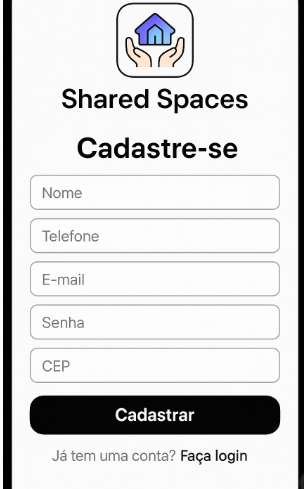 Shared Spaces
Cadastre-se
Nome
Telefone
E-mail
Senha
CEP
Cadastrar
Já tem uma conta? Faça login